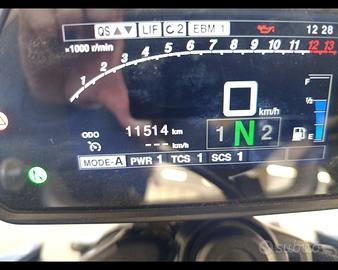 QS ▲▼ LIF 2 EBM 1 12 28
×1000 r/min 1 2 3 4 5 6 7 8 9 10 11 12 13
0 km/h
F
½
E
ODO 11514 km
--- km/h
1 N 2
MODE-A PWR 1 TCS 1 SCS 1
subito